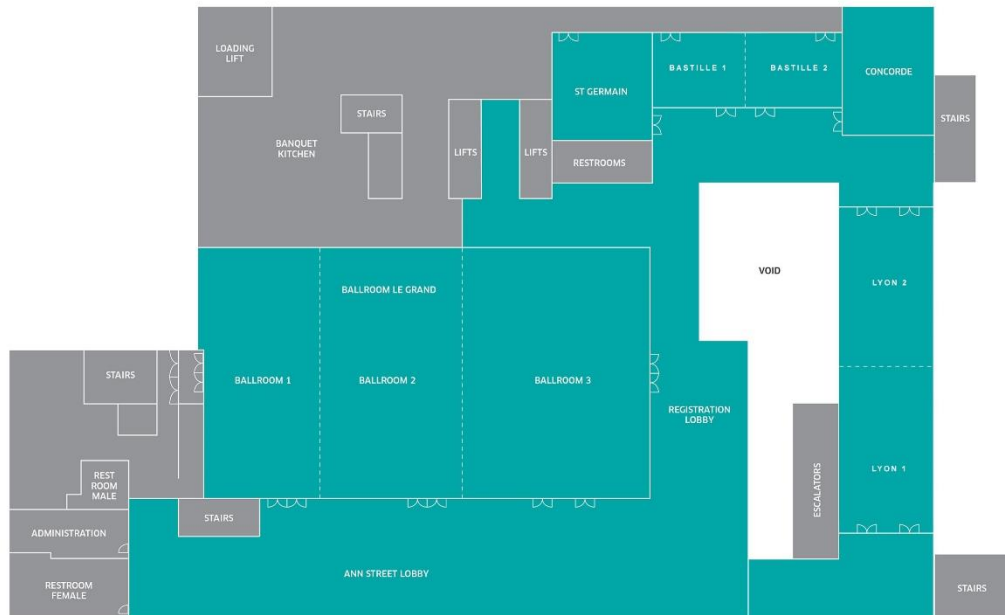 LOADING
LIFT
STAIRS
BANQUET
KITCHEN
LIFTS
LIFTS
ST GERMAIN
RESTROOMS
BASTILLE 1
BASTILLE 2
CONCORDE
STAIRS
VOID
LYON 2
BALLROOM LE GRAND
BALLROOM 1
BALLROOM 2
BALLROOM 3
REGISTRATION
LOBBY
STAIRS
ESCALATORS
LYON 1
REST
ROOM
MALE
STAIRS
ADMINISTRATION
RESTROOM
FEMALE
ANN STREET LOBBY
STAIRS